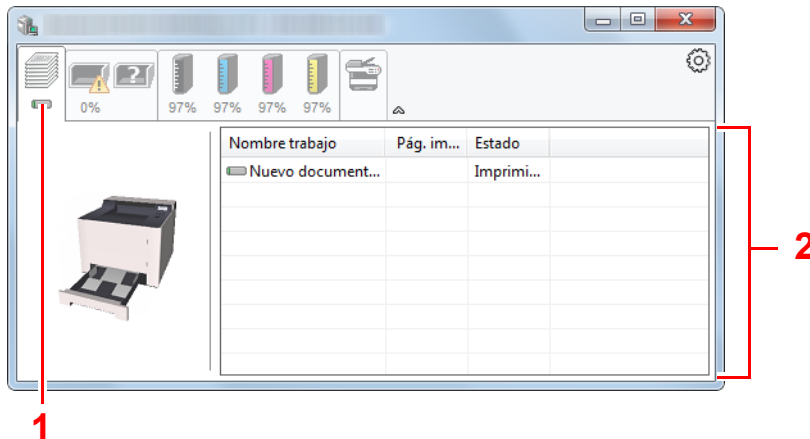 ?
0% 97% 97% 97% 97%
Nombre trabajo Pág. im... Estado
Nuevo document... Imprimi...
2
1